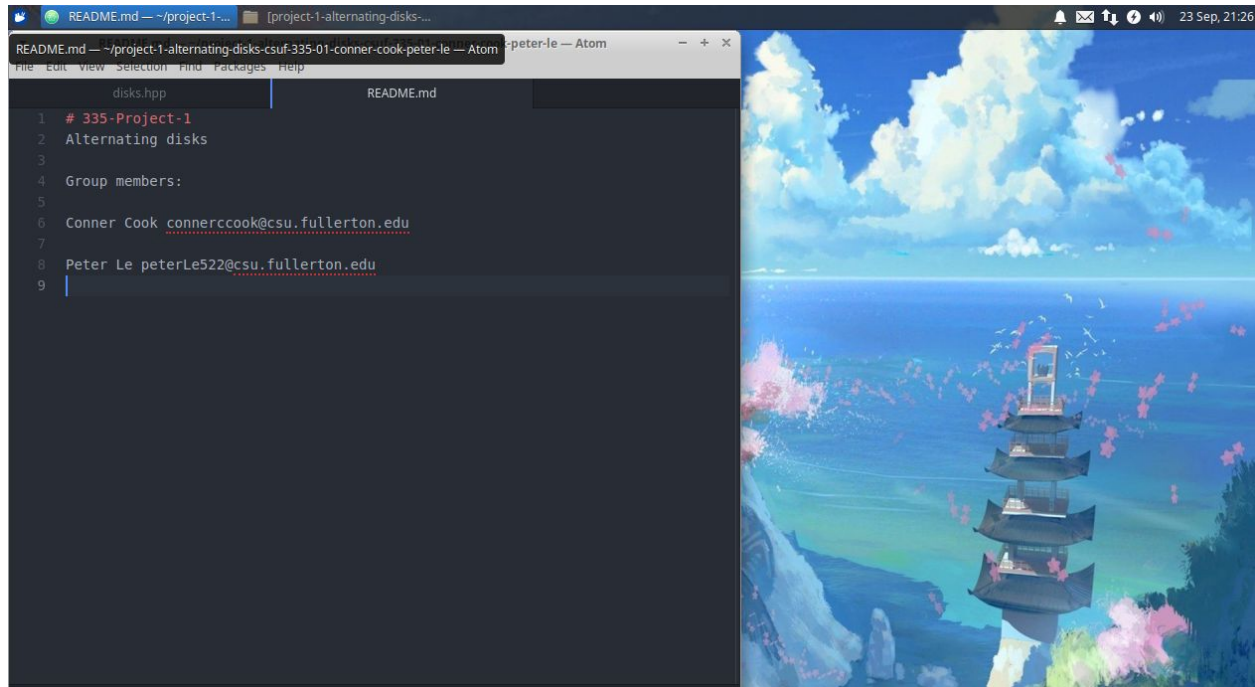 README.md — ~/project-1-...
[project-1-alternating-disks-...
23 Sep, 21:26
README.md — ~/project-1-alternating-disks-csuf-335-01-conner-cook-peter-le — Atom
-peter-le — Atom
File Edit View Selection Find Packages Help
disks.hpp
README.md
1 # 335-Project-1
2 Alternating disks
3
4 Group members:
5
6 Conner Cook connerccook@csu.fullerton.edu
7
8 Peter Le peterLe522@csu.fullerton.edu
9